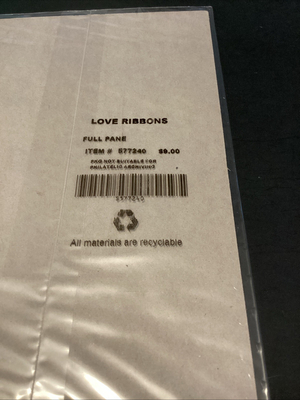 LOVE RIBBONS
FULL PANE
ITEM # 577240 $9.00
PKG NOT SUITABLE FOR
PHILATELIC ARCHIVING
577240
All materials are recyclable